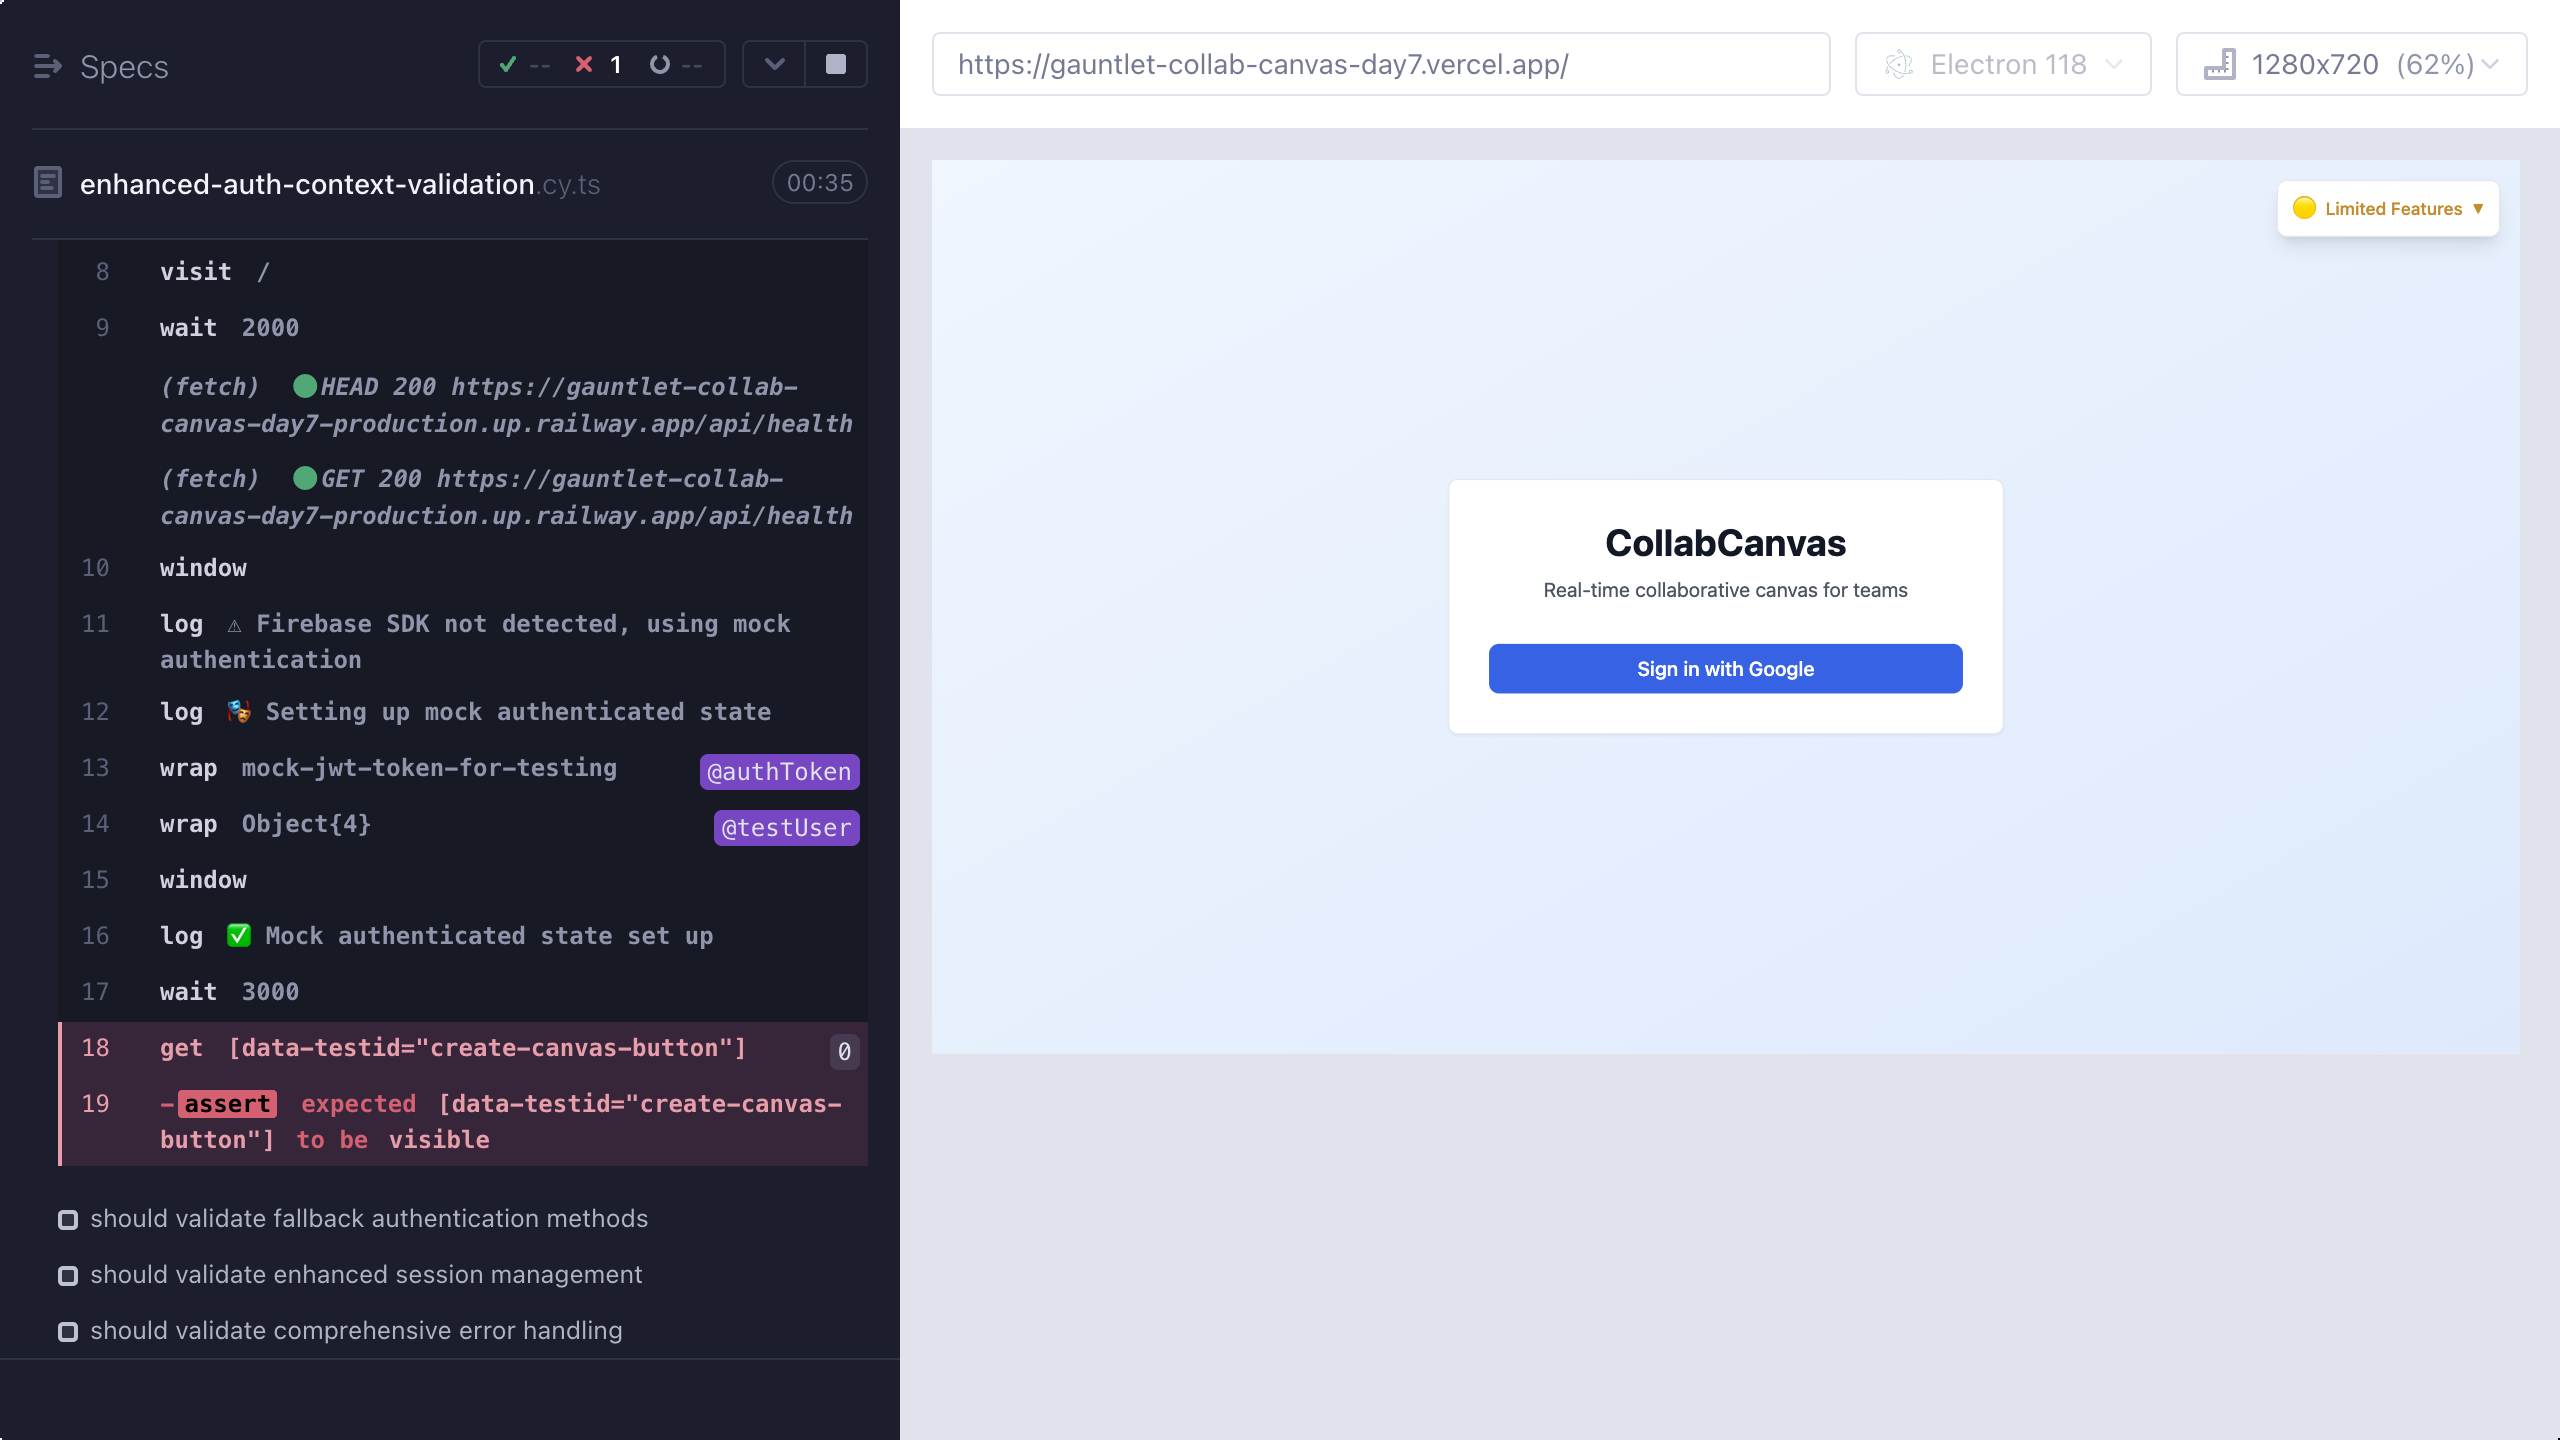 Specs
-- 1 --
enhanced-auth-context-validation.cy.ts 00:35
8 visit /
9 wait 2000
(fetch) HEAD 200 https://gauntlet-collab-
canvas-day7-production.up.railway.app/api/health
(fetch) GET 200 https://gauntlet-collab-
canvas-day7-production.up.railway.app/api/health
10 window
11 log ⚠ Firebase SDK not detected, using mock
authentication
12 log 🎭 Setting up mock authenticated state
13 wrap mock-jwt-token-for-testing @authToken
14 wrap Object{4} @testUser
15 window
16 log ✅ Mock authenticated state set up
17 wait 3000
18 get [data-testid="create-canvas-button"] 0
19 -assert expected [data-testid="create-canvas-
button"] to be visible
should validate fallback authentication methods
should validate enhanced session management
should validate comprehensive error handling
https://gauntlet-collab-canvas-day7.vercel.app/
Electron 118
1280x720 (62%)
🟡 Limited Features ▼
CollabCanvas
Real-time collaborative canvas for teams
Sign in with Google